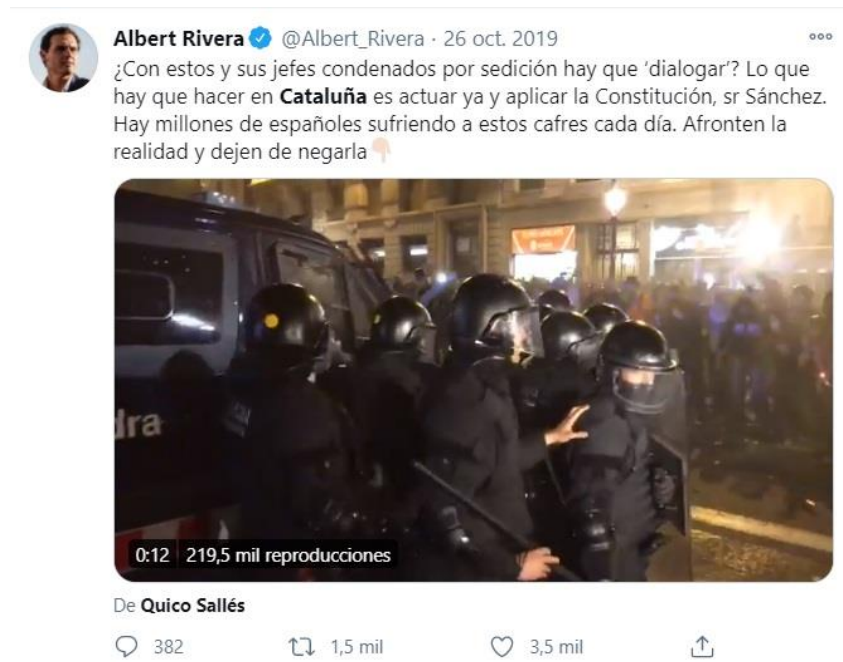 Albert Rivera @Albert_Rivera · 26 oct. 2019
¿Con estos y sus jefes condenados por sedición hay que ‘dialogar’? Lo que
hay que hacer en Cataluña es actuar ya y aplicar la Constitución, sr Sánchez.
Hay millones de españoles sufriendo a estos cafres cada día. Afronten la
realidad y dejen de negarla👇🏻
dra
0:12 219,5 mil reproducciones
De Quico Sallés
382 1,5 mil 3,5 mil